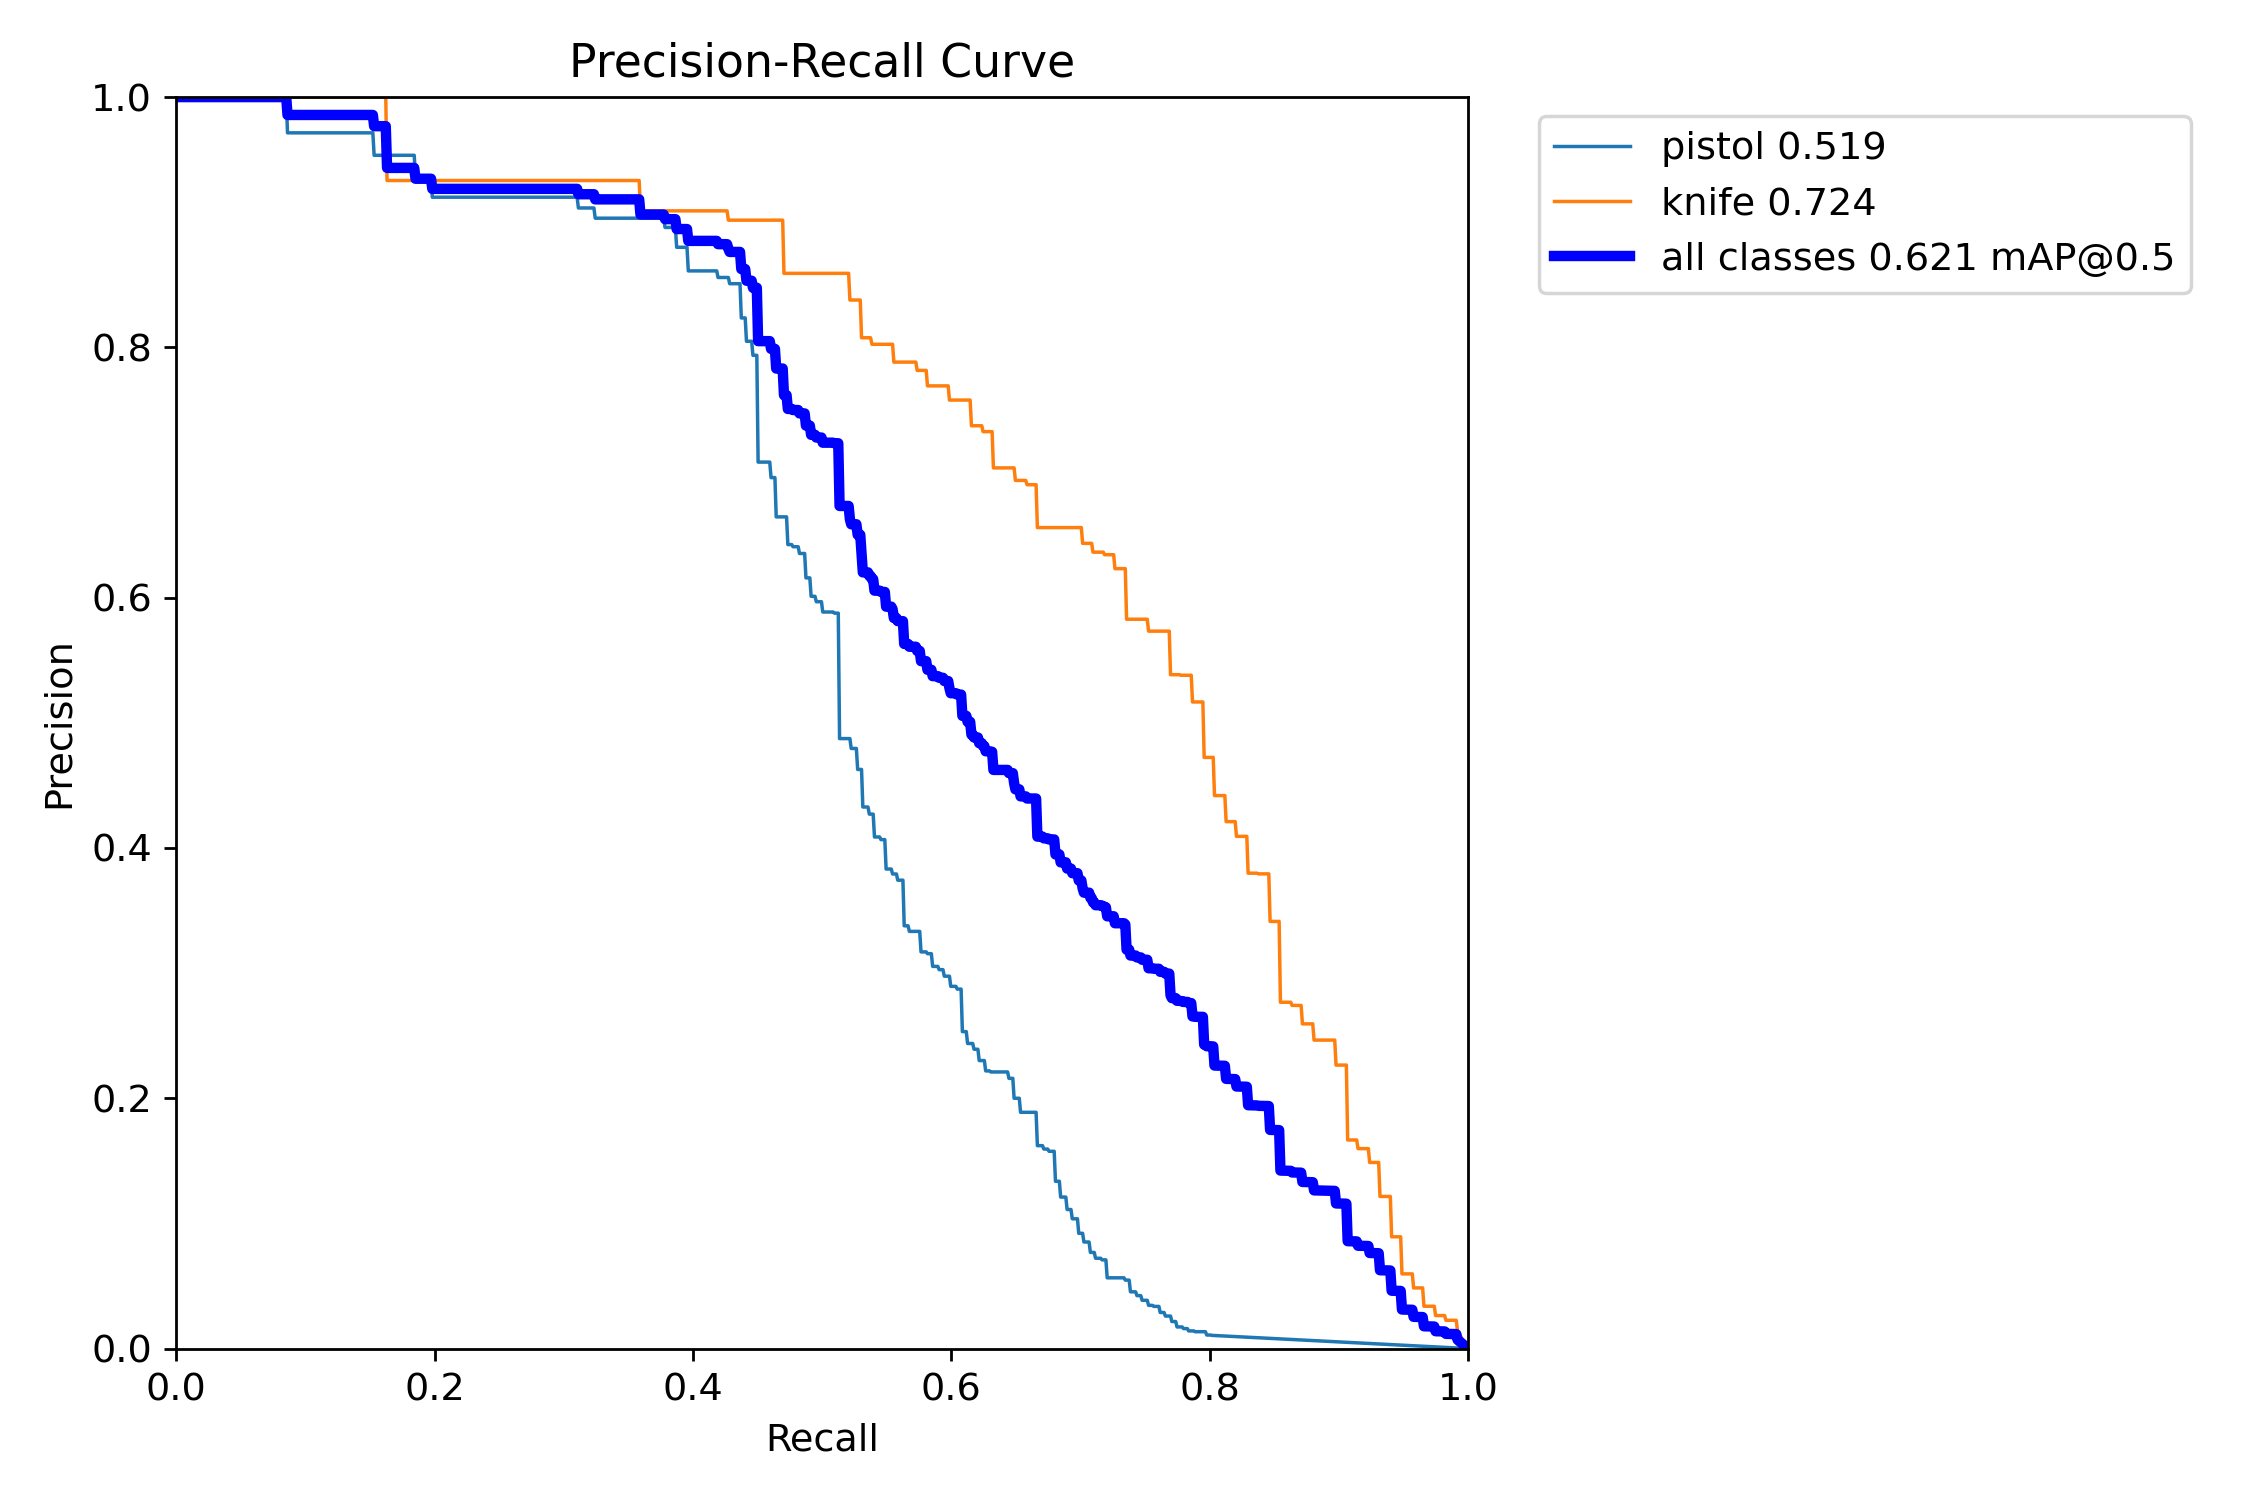 Precision-Recall Curve
pistol 0.519
knife 0.724
all classes 0.621 mAP@0.5
Precision
1.0
0.8
0.6
0.4
0.2
0.0
0.0 0.2 0.4 0.6 0.8 1.0
Recall